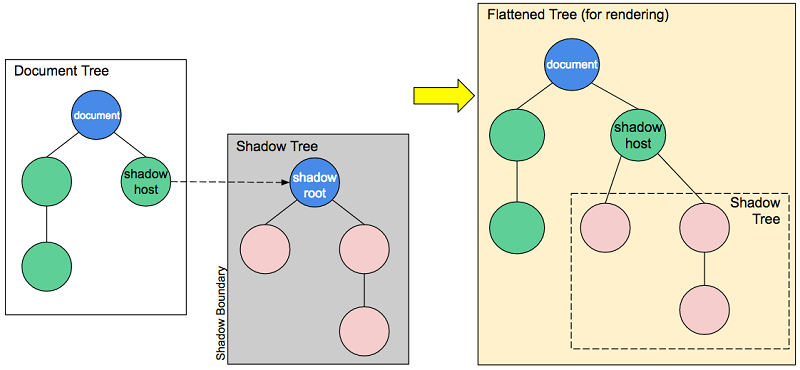 Document Tree
document
shadow
host
Shadow Tree
shadow
root
Shadow Boundary
Flattened Tree (for rendering)
document
shadow
host
Shadow
Tree